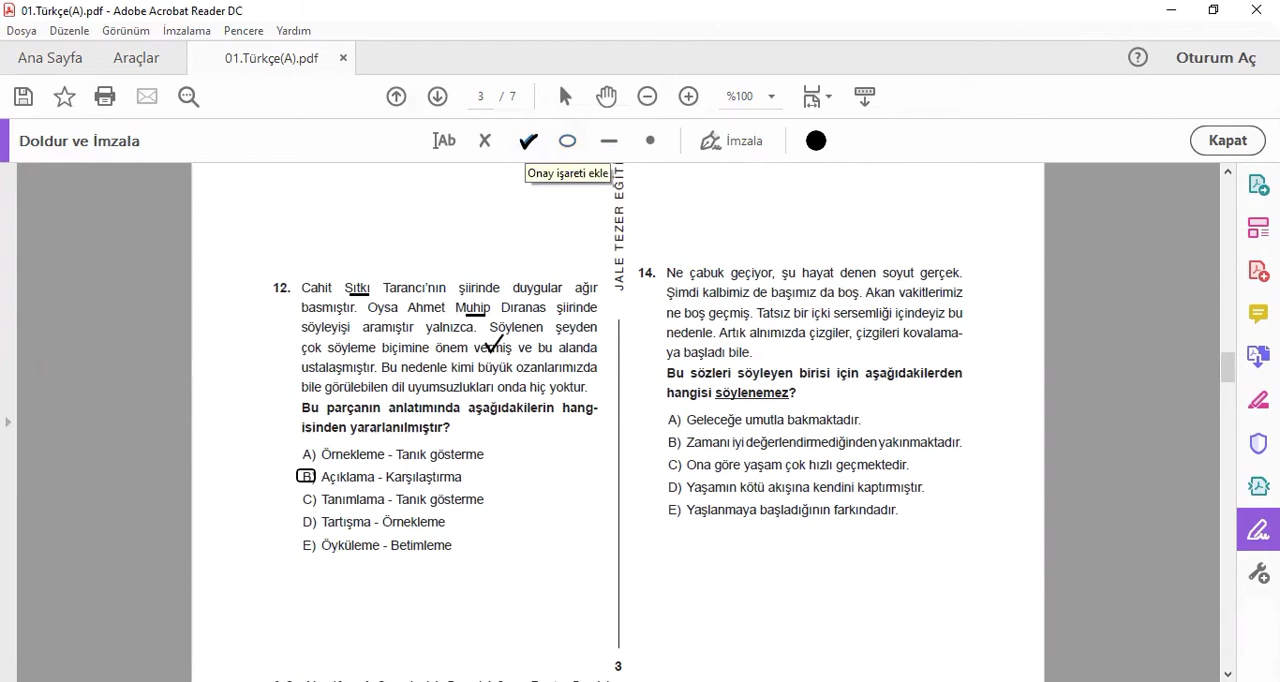 01.Türkçe(A).pdf - Adobe Acrobat Reader DC
Dosya Düzenle Görünüm İmzalama Pencere Yardım
Ana Sayfa Araçlar 01.Türkçe(A).pdf × ? Oturum Aç
3 / 7 %100
Doldur ve İmzala Ab İmzala Kapat
Onay işareti ekle
JALE TEZER EĞİT
12. Cahit Sıtkı Tarancı'nın şiirinde duygular ağır
basmıştır. Oysa Ahmet Muhip Dıranas şiirinde
söyleyişi aramıştır yalnızca. Söylenen şeyden
çok söyleme biçimine önem vermiş ve bu alanda
ustalaşmıştır. Bu nedenle kimi büyük ozanlarımızda
bile görülebilen dil uyumsuzlukları onda hiç yoktur.
Bu parçanın anlatımında aşağıdakilerin hang-
isinden yararlanılmıştır?
A) Örnekleme - Tanık gösterme
B) Açıklama - Karşılaştırma
C) Tanımlama - Tanık gösterme
D) Tartışma - Örnekleme
E) Öyküleme - Betimleme
14. Ne çabuk geçiyor, şu hayat denen soyut gerçek.
Şimdi kalbimiz de başımız da boş. Akan vakitlerimiz
ne boş geçmiş. Tatsız bir içki sersemliği içindeyiz bu
nedenle. Artık alnımızda çizgiler, çizgileri kovalama-
ya başladı bile.
Bu sözleri söyleyen birisi için aşağıdakilerden
hangisi söylenemez?
A) Geleceğe umutla bakmaktadır.
B) Zamanı iyi değerlendirmediğinden yakınmaktadır.
C) Ona göre yaşam çok hızlı geçmektedir.
D) Yaşamın kötü akışına kendini kaptırmıştır.
E) Yaşlanmaya başladığının farkındadır.
3